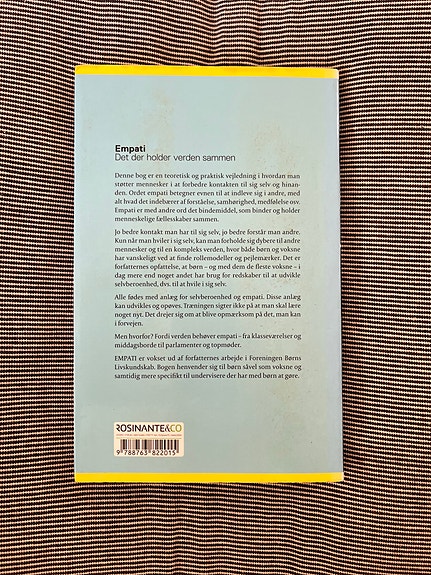 Empati
Det der holder verden sammen
Denne bog er en teoretisk og praktisk vejledning i hvordan man
støtter mennesker i at forbedre kontakten til sig selv og hinan-
den. Ordet empati betegner evnen til at indleve sig i andre, med
alt hvad det indebærer af forståelse, samhørighed, medfølelse osv.
Empati er med andre ord det bindemiddel, som binder og holder
menneskelige fællesskaber sammen.
Jo bedre kontakt man har til sig selv, jo bedre forstår man andre.
Kun når man hviler i sig selv, kan man forholde sig dybere til andre
mennesker og til en kompleks verden, hvor både børn og voksne
har vanskeligt ved at finde rollemodeller og pejlemærker. Det er
forfatternes opfattelse, at børn – og med dem de fleste voksne – i
dag mere end noget andet har brug for redskaber til at udvikle
selvberoenhed, dvs. til at hvile i sig selv.
Alle fødes med anlæg for selvberoenhed og empati. Disse anlæg
kan udvikles og opøves. Træningen sigter ikke på at man skal lære
noget nyt. Det drejer sig om at blive opmærksom på det, man kan
i forvejen.
Men hvorfor? Fordi verden behøver empati – fra klasseværelser og
middagsborde til parlamenter og topmøder.
EMPATI er vokset ud af forfatternes arbejde i Foreningen Børns
Livskundskab. Bogen henvender sig til børn såvel som voksne og
samtidig mere specifikt til undervisere der har med børn at gøre.
ROSINANTE&CO
9 788763 822015